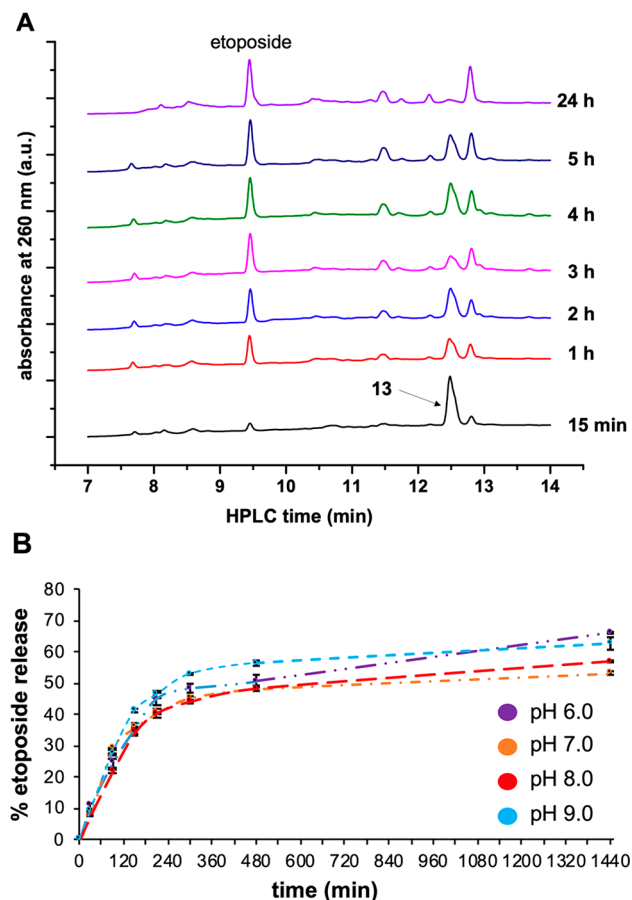 A
etoposide
absorbance at 260 nm (a.u.)
24 h
5 h
4 h
3 h
2 h
1 h
13
15 min
7 8 9 10 11 12 13 14
HPLC time (min)
B
% etoposide release
80
70
60
50
40
30
20
10
0
pH 6.0
pH 7.0
pH 8.0
pH 9.0
0 120 240 360 480 600 720 840 960 1080 1200 1320 1440
time (min)